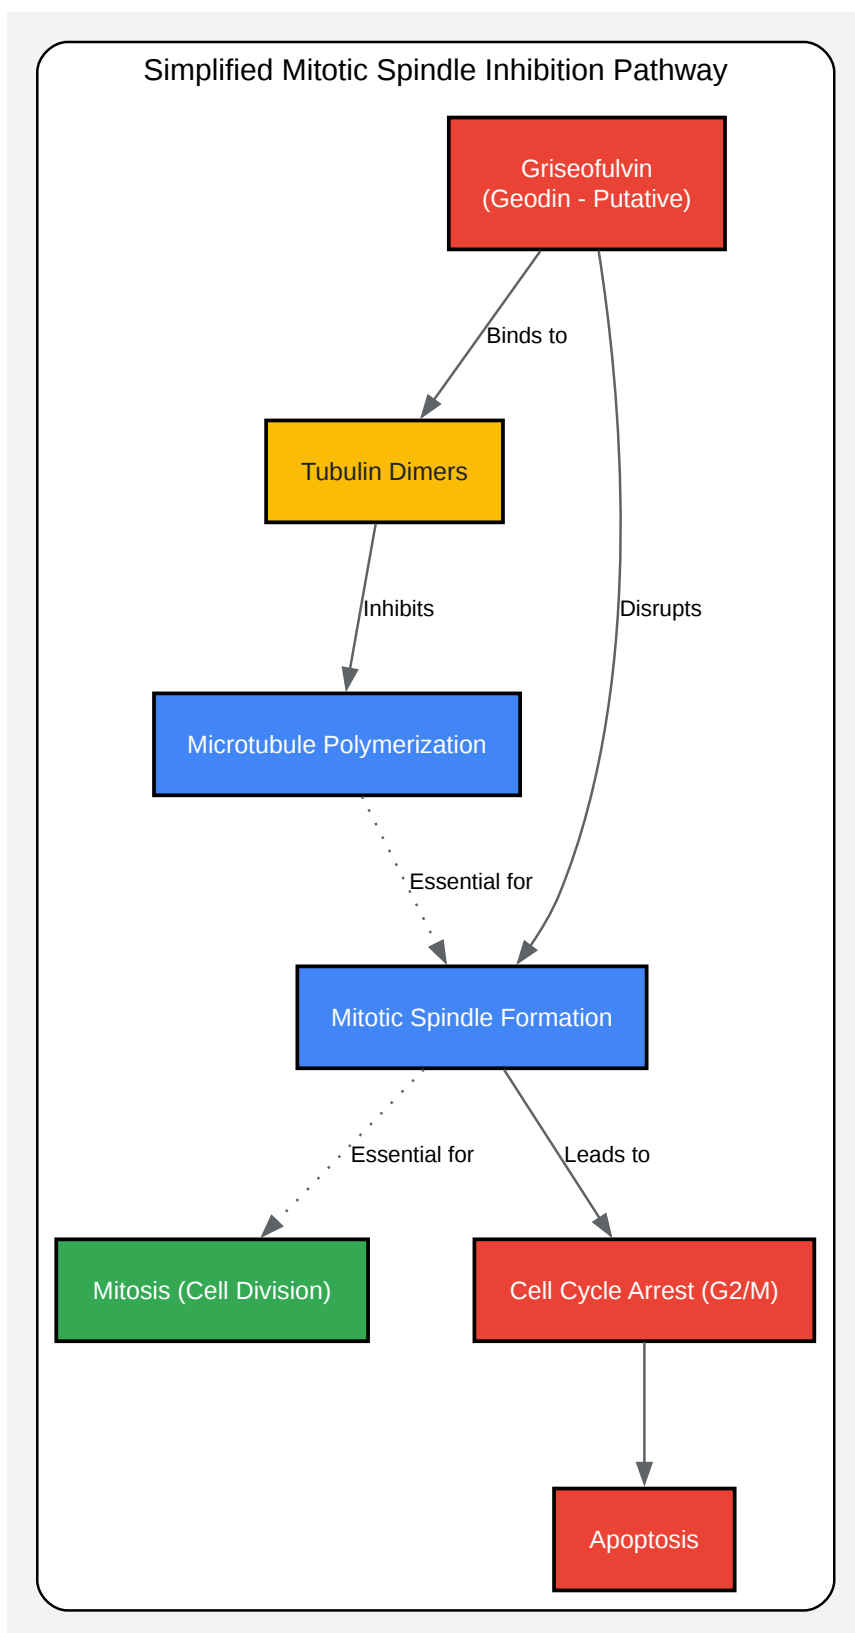 Simplified Mitotic Spindle Inhibition Pathway
Griseofulvin
(Geodin - Putative)
Binds to
Tubulin Dimers
Inhibits
Disrupts
Microtubule Polymerization
Essential for
Mitotic Spindle Formation
Essential for
Leads to
Mitosis (Cell Division)
Cell Cycle Arrest (G2/M)
Apoptosis